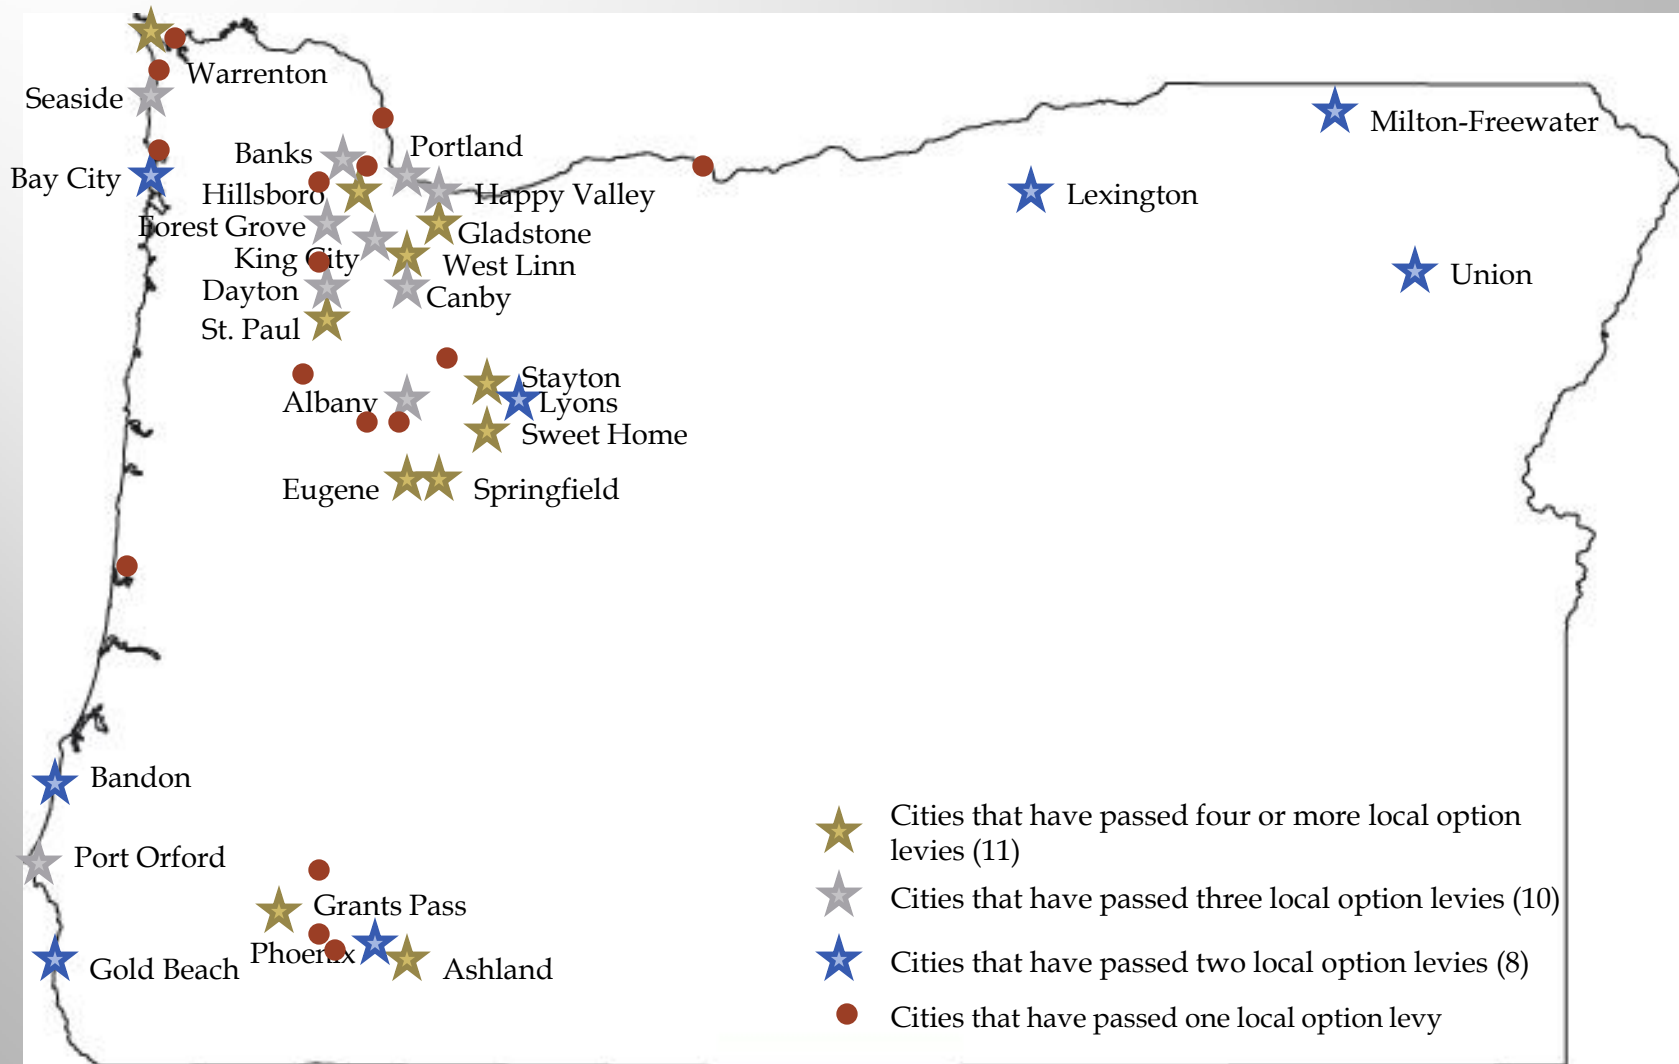 Warrenton
Seaside
Portland
Banks
Milton-Freewater
Bay City
Hillsboro
Happy Valley
Lexington
Forest Grove
Gladstone
King City
West Linn
Union
Dayton
Canby
St. Paul
Stayton
Albany
Lyons
Sweet Home
Eugene
Springfield
Bandon
Port Orford
Grants Pass
Phoenix
Gold Beach
Ashland
Cities that have passed four or more local option
levies (11)
Cities that have passed three local option levies (10)
Cities that have passed two local option levies (8)
Cities that have passed one local option levy